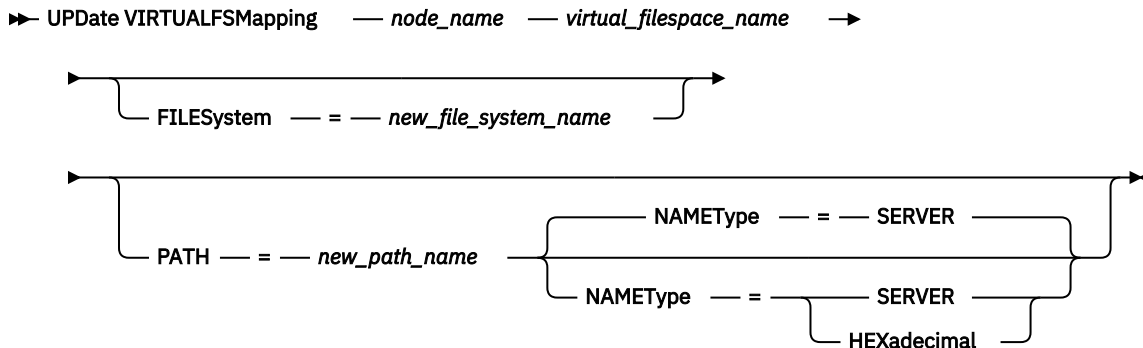 UPDate VIRTUALFSMapping node_name virtual_filespace_name
FILESystem = new_file_system_name
NAMEType = SERVER
PATH = new_path_name
NAMEType = SERVER
HEXadecimal